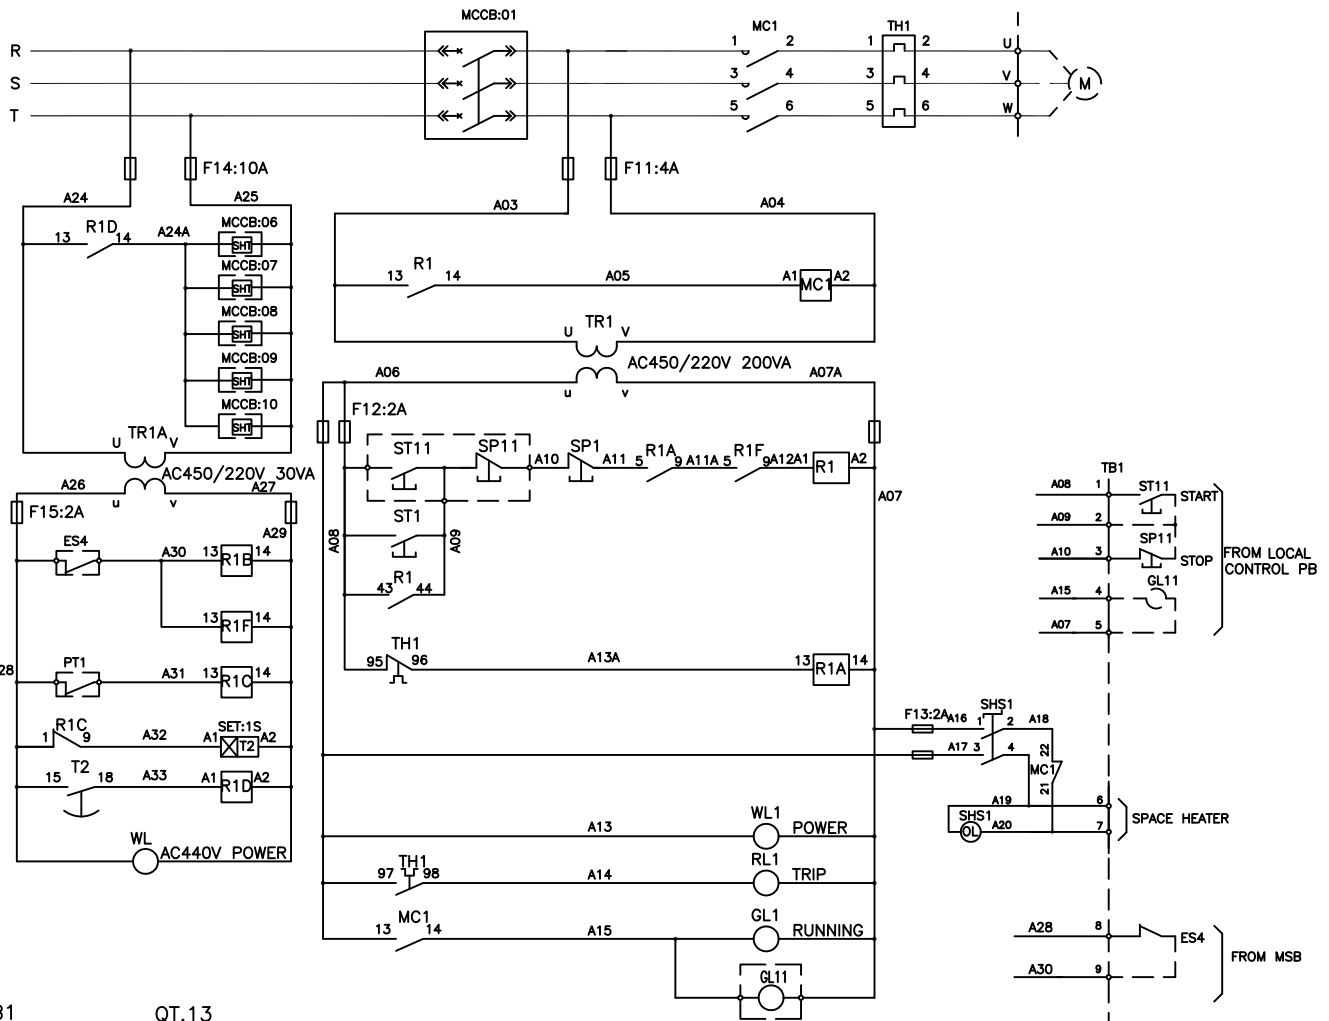 MCCB:01
MC1
TH1
R
1 2 1 2 U
S
3 4 3 4 V M
T
5 6 5 6 W
F14:10A
F11:4A
A24 A25
A03 A04
MCCB:06
R1D
13 14 A24A SHT
MCCB:07
SHT
MCCB:08
SHT
MCCB:09
SHT
MCCB:10
SHT
R1
13 14 A05 A1 MC1 A2
U TR1 V
AC450/220V 200VA
A06 A07A
u v
F12:2A
TR1A
U V
AC450/220V 30VA
A26 u v A27
F15:2A
A29
ST11 SP11 SP1 R1A R1F
A10 A11 5 9 A11A 5 9 A12 A1 R1 A2
A07
ST1
A08 A09
R1
43 44
TH1
95 96 A13A 13 R1A 14
ES4
A30 13 R1B 14
13 R1F 14
28
PT1
A31 13 R1C 14
R1C
1 9 A32 SET:1S
A1 T2 A2
T2
15 18 A33 A1 R1D A2
WL
AC440V POWER
F13:2A A16 1 SHS1 2 A18
A17 3 4
22
MC1
21
A19 6
SHS1
OL A20 7
SPACE HEATER
WL1
A13 POWER
TH1 RL1
97 98 A14 TRIP
MC1 GL1
13 14 A15 RUNNING
GL11
TB1
A08 1 ST11 START
A09 2
A10 3 SP11 STOP
FROM LOCAL
CONTROL PB
A15 4 GL11
A07 5
A28 8 ES4
FROM MSB
A30 9
31 QT.13